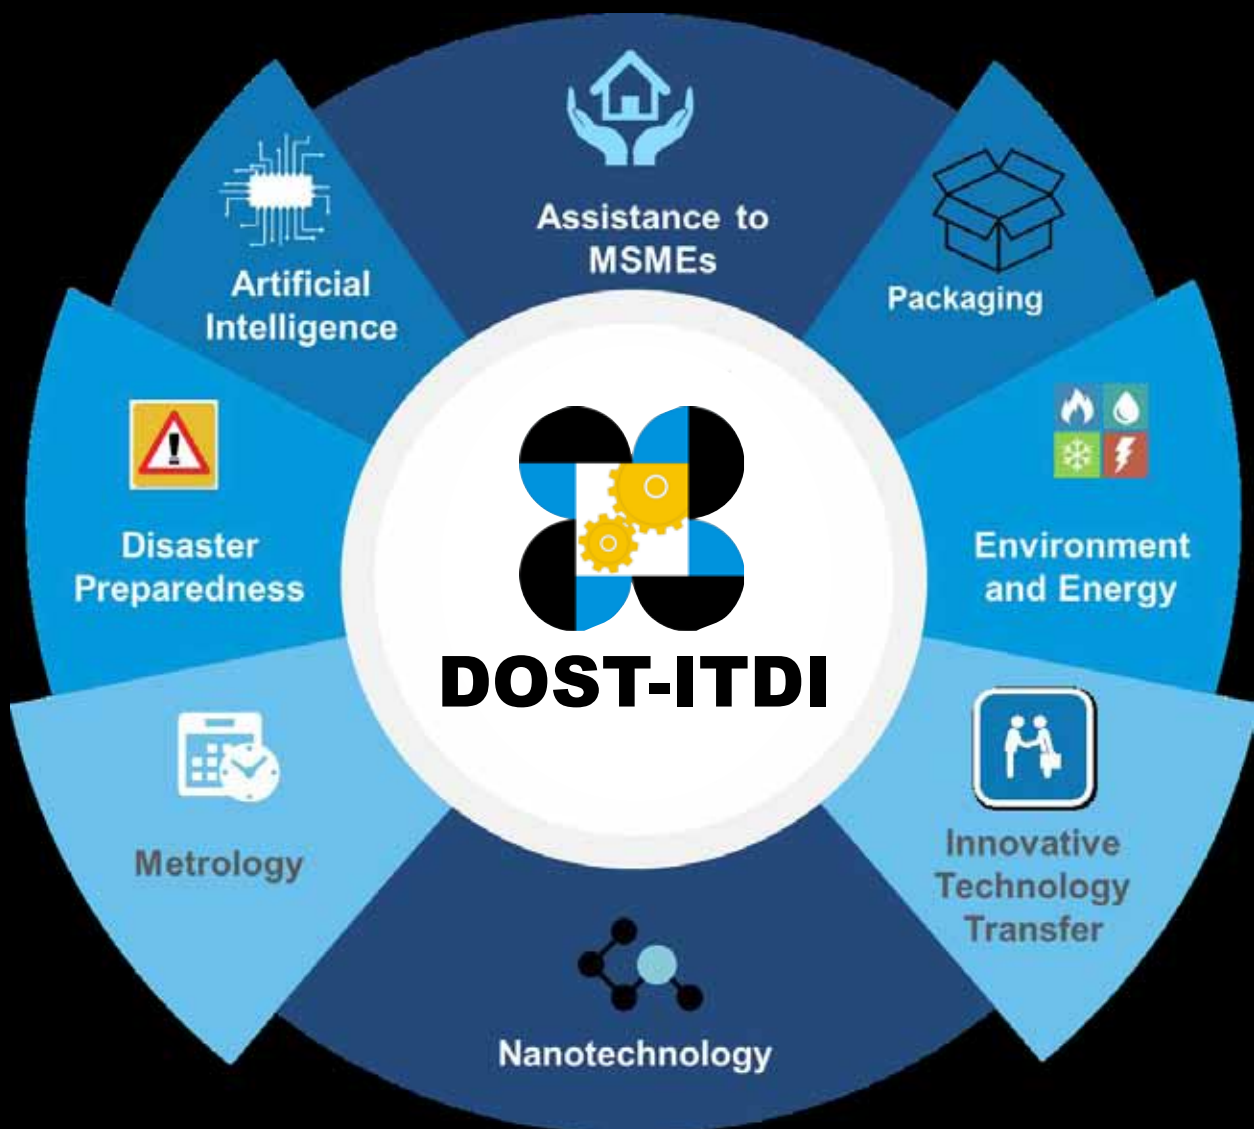 Assistance to
MSMEs
Packaging
Environment
and Energy
Innovative
Technology
Transfer
Nanotechnology
Metrology
Disaster
Preparedness
Artificial
Intelligence
DOST-ITDI